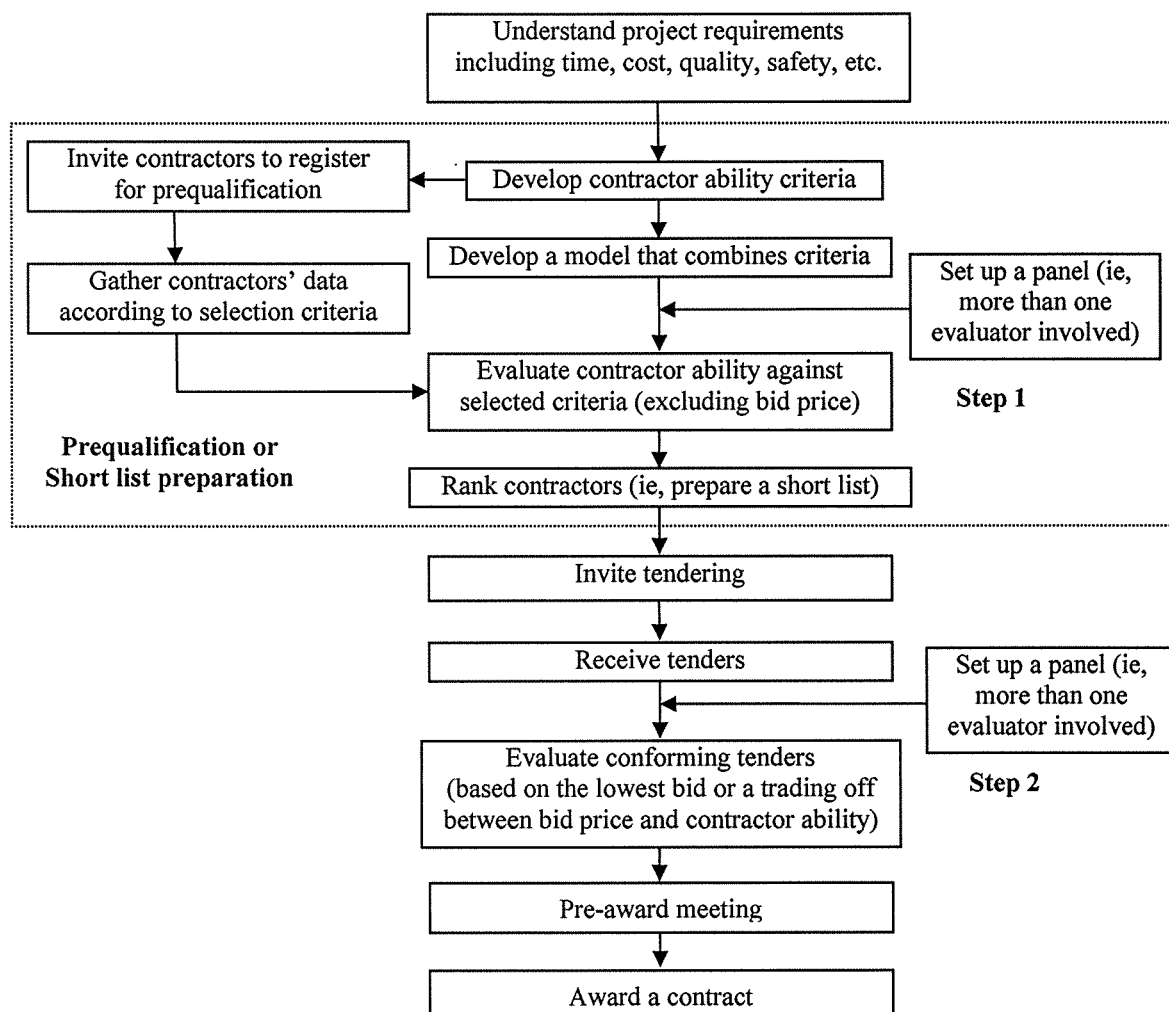 Understand project requirements
including time, cost, quality, safety, etc.
Invite contractors to register
for prequalification
Develop contractor ability criteria
Develop a model that combines criteria
Gather contractors' data
according to selection criteria
Set up a panel (ie,
more than one
evaluator involved)
Evaluate contractor ability against
selected criteria (excluding bid price)
Step 1
Prequalification or
Short list preparation
Rank contractors (ie, prepare a short list)
Invite tendering
Receive tenders
Set up a panel (ie,
more than one
evaluator involved)
Evaluate conforming tenders
(based on the lowest bid or a trading off
between bid price and contractor ability)
Step 2
Pre-award meeting
Award a contract